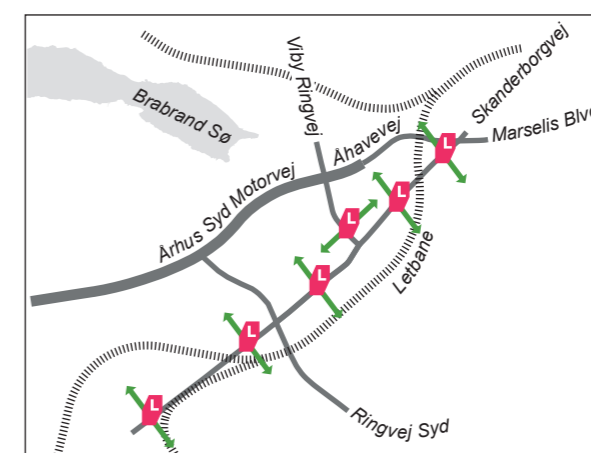 Viby Ringvej
Skanderborgvej
Brabrand Sø
Åhavevej
Marselis Blvd
L
L
L
Århus Syd Motorvej
Letbane
L
L
L
Ringvej Syd